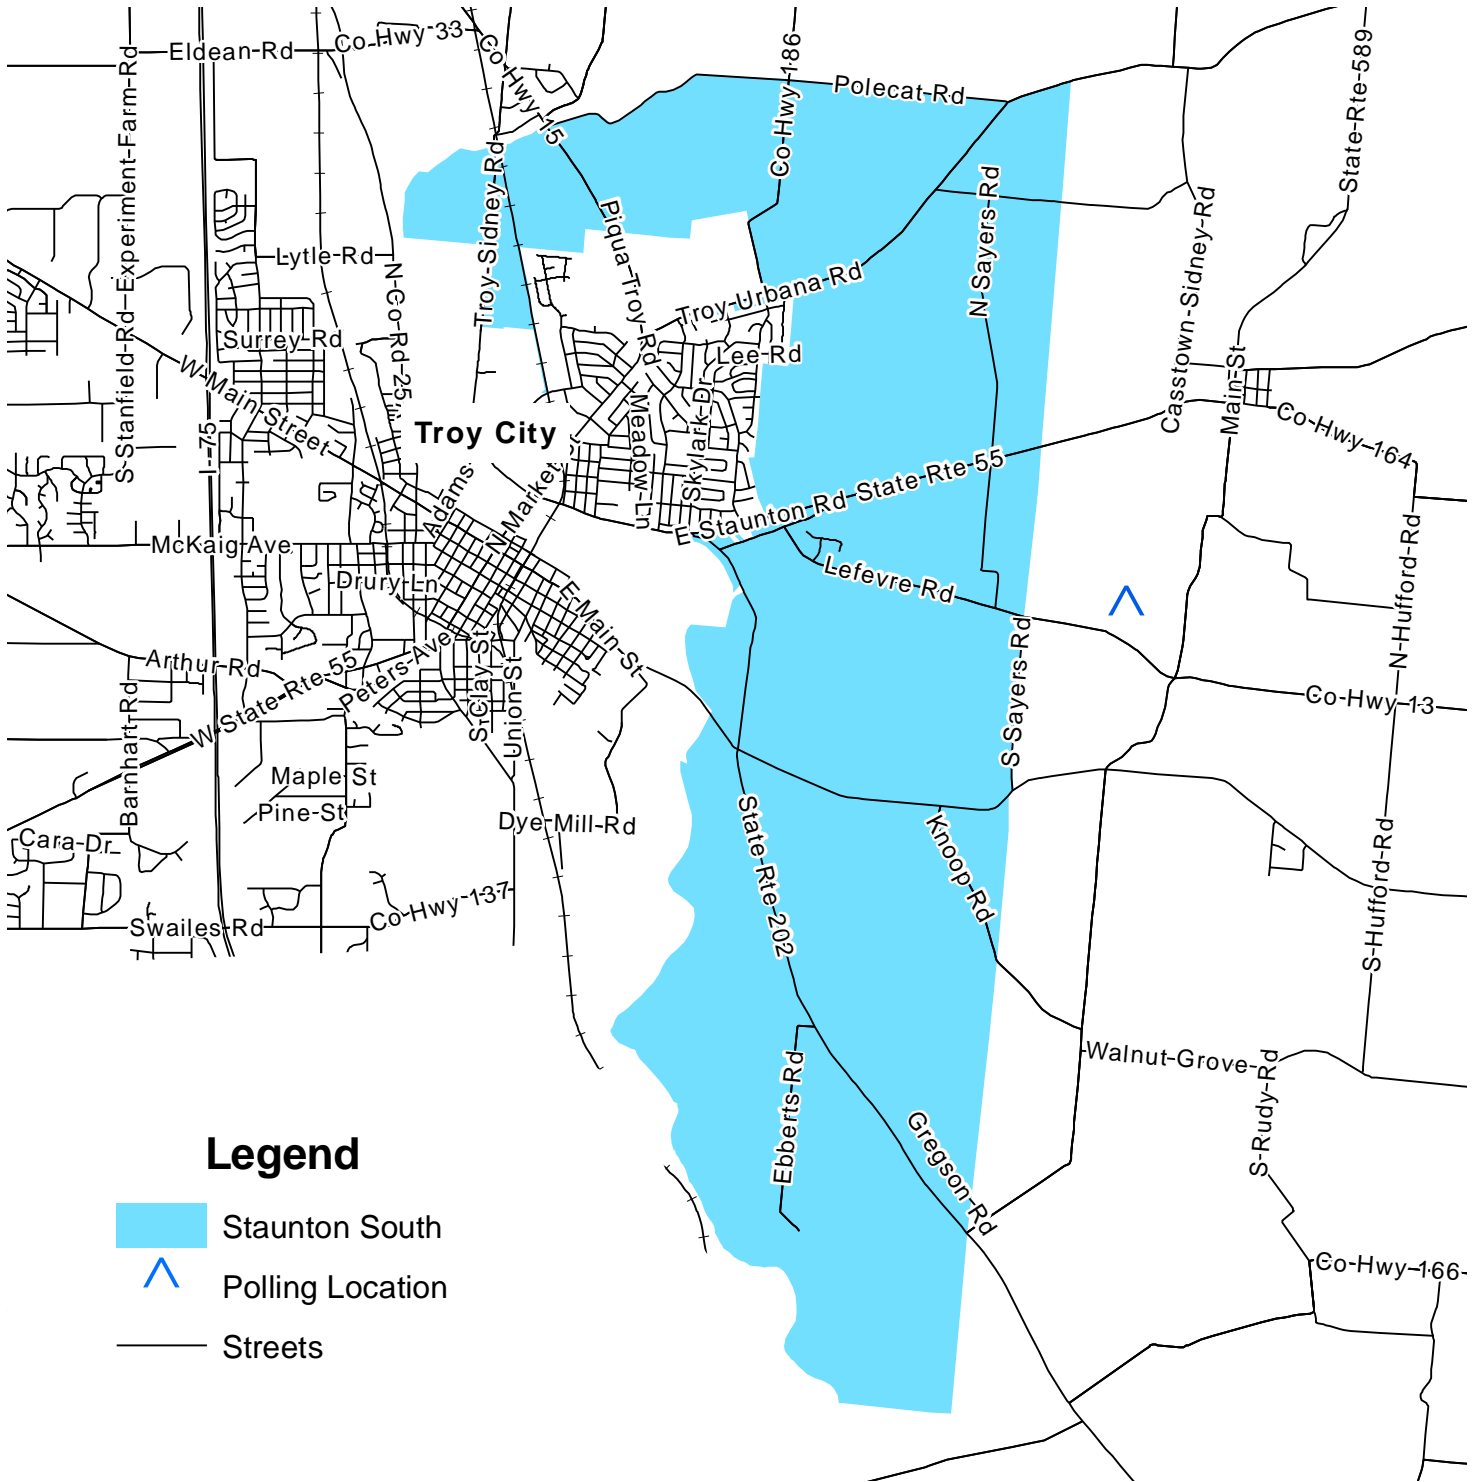 Eldean-Rd
Co-Hwy-33
Co-Hwy-15
Co-Hwy-186
Polecat-Rd
State-Rte-589
S-Stanfield-Rd-Experiment-Farm-Rd
Troy-Sidney-Rd
Piqua-Troy-Rd
N-Sayers-Rd
Casstown-Sidney-Rd
Lytle-Rd
N-Co-Rd-25
Troy-Urbana-Rd
Surrey-Rd
Lee-Rd
W-Main-Street
Main-St
Troy City
Meadow-Ln
Skylark-Dr
Co-Hwy-164
I-75
Adams
N-Market-St
E-Staunton-Rd-State-Rte-55
McKaig-Ave
Drury-Ln
Lefevre-Rd
N-Hufford-Rd
E-Main-St
Arthur-Rd
W-State-Rte-55
Peters-Ave
S-Clay-St
Union-St
S-Sayers-Rd
Co-Hwy-13
Barnhart-Rd
Maple-St
Pine-St
Dye-Mill-Rd
Cara-Dr
State-Rte-202
Knoop-Rd
S-Hufford-Rd
Swailes-Rd
Co-Hwy-137
Walnut-Grove-
Ebberts-Rd
Gregson-Rd
S-Rudy-Rd
Co-Hwy-166
Legend
Staunton South
Polling Location
Streets